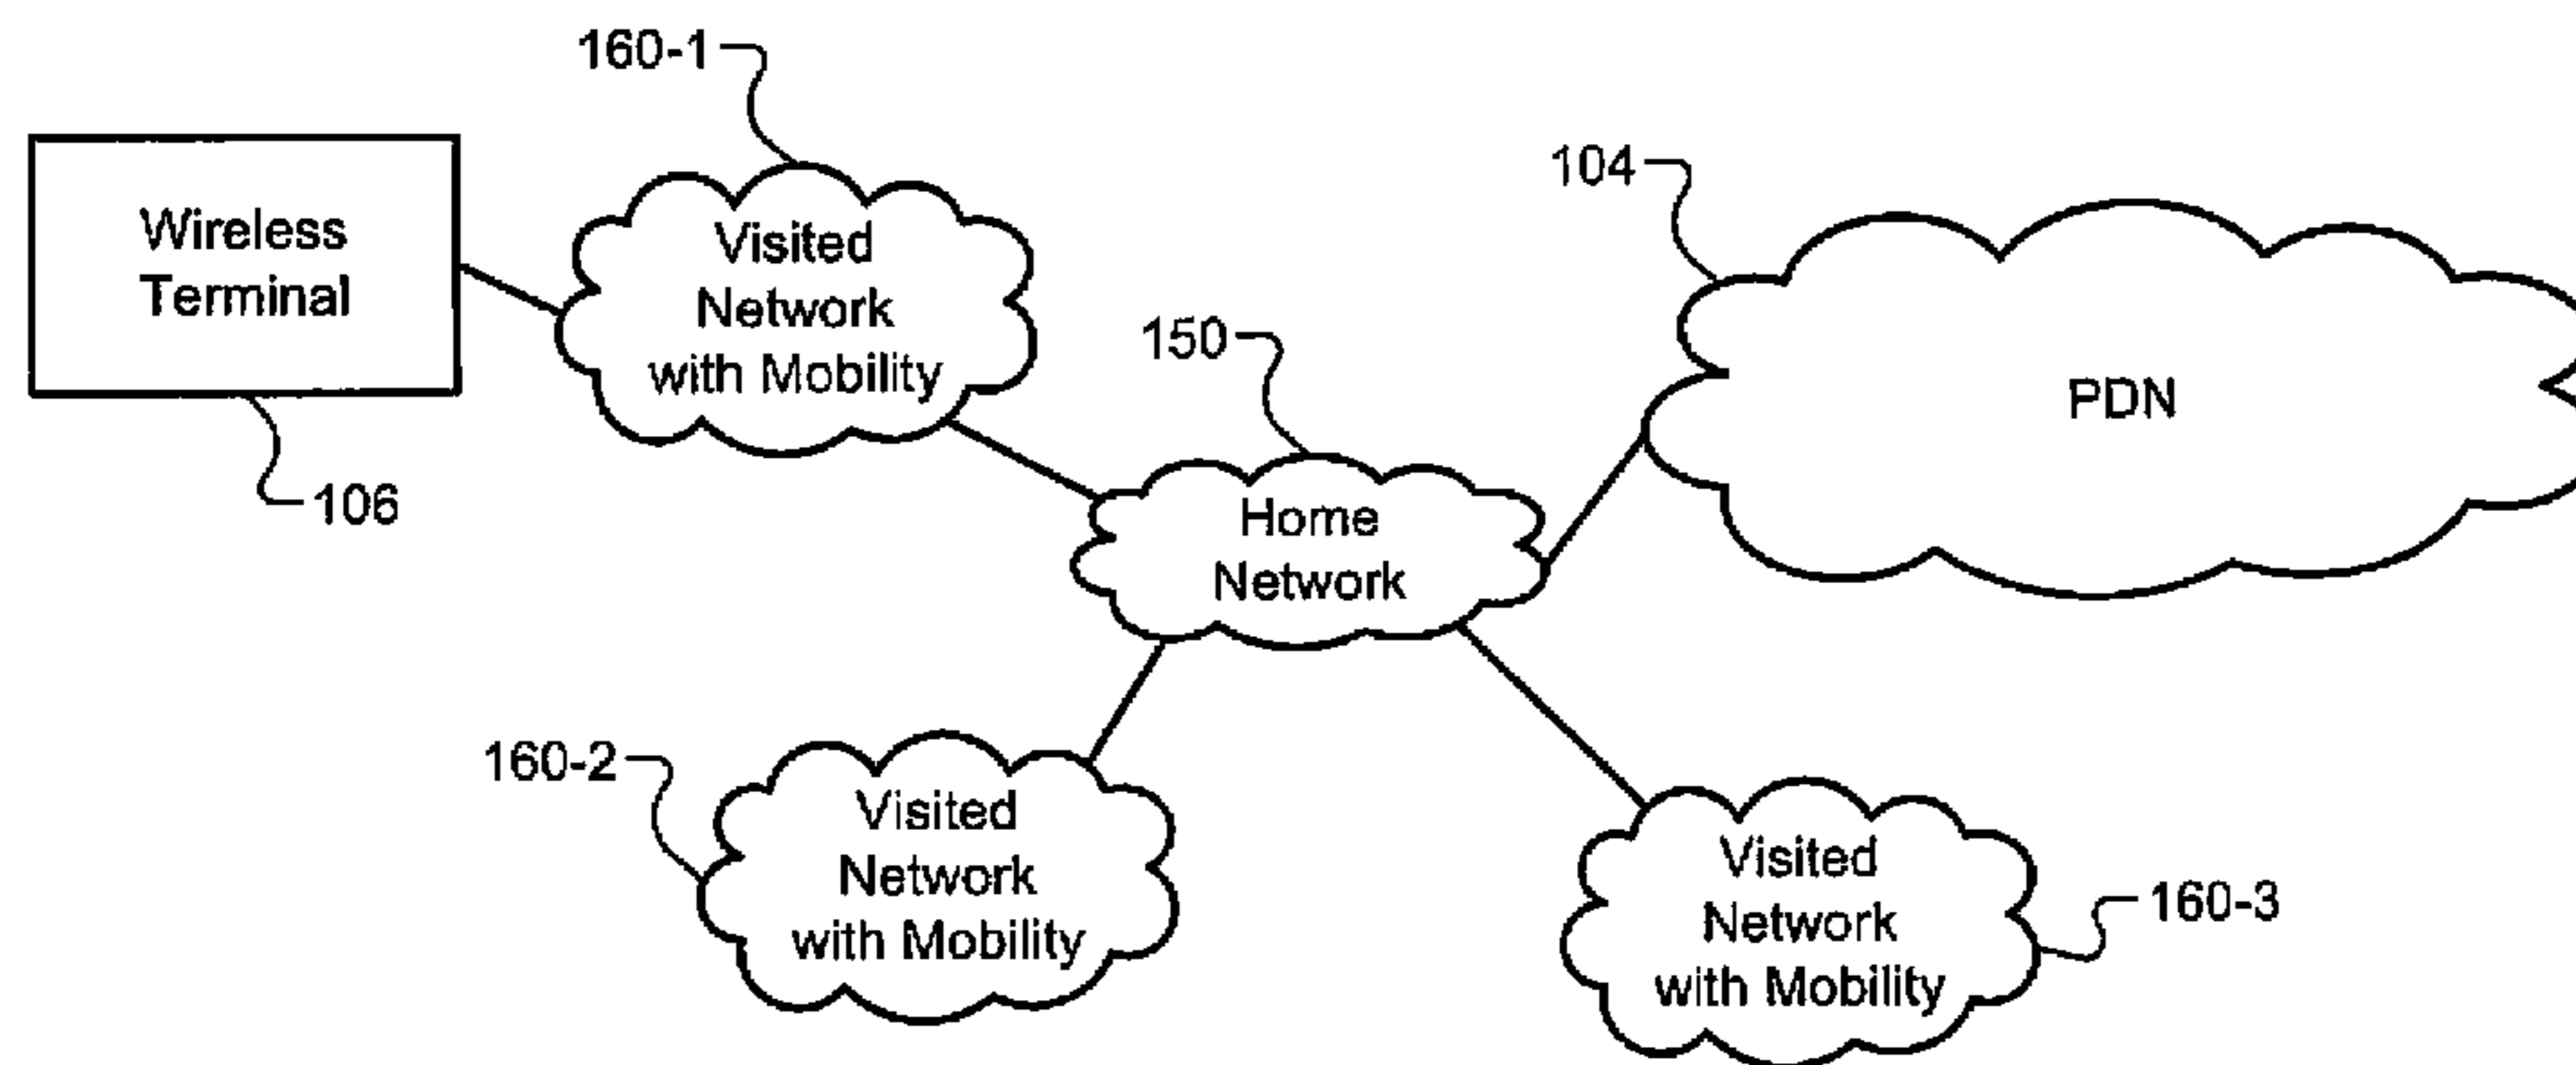 160-1
Wireless
Terminal
106
Visited
Network
with Mobility
104
PDN
150
Home
Network
160-2
Visited
Network
with Mobility
Visited
Network
with Mobility
160-3